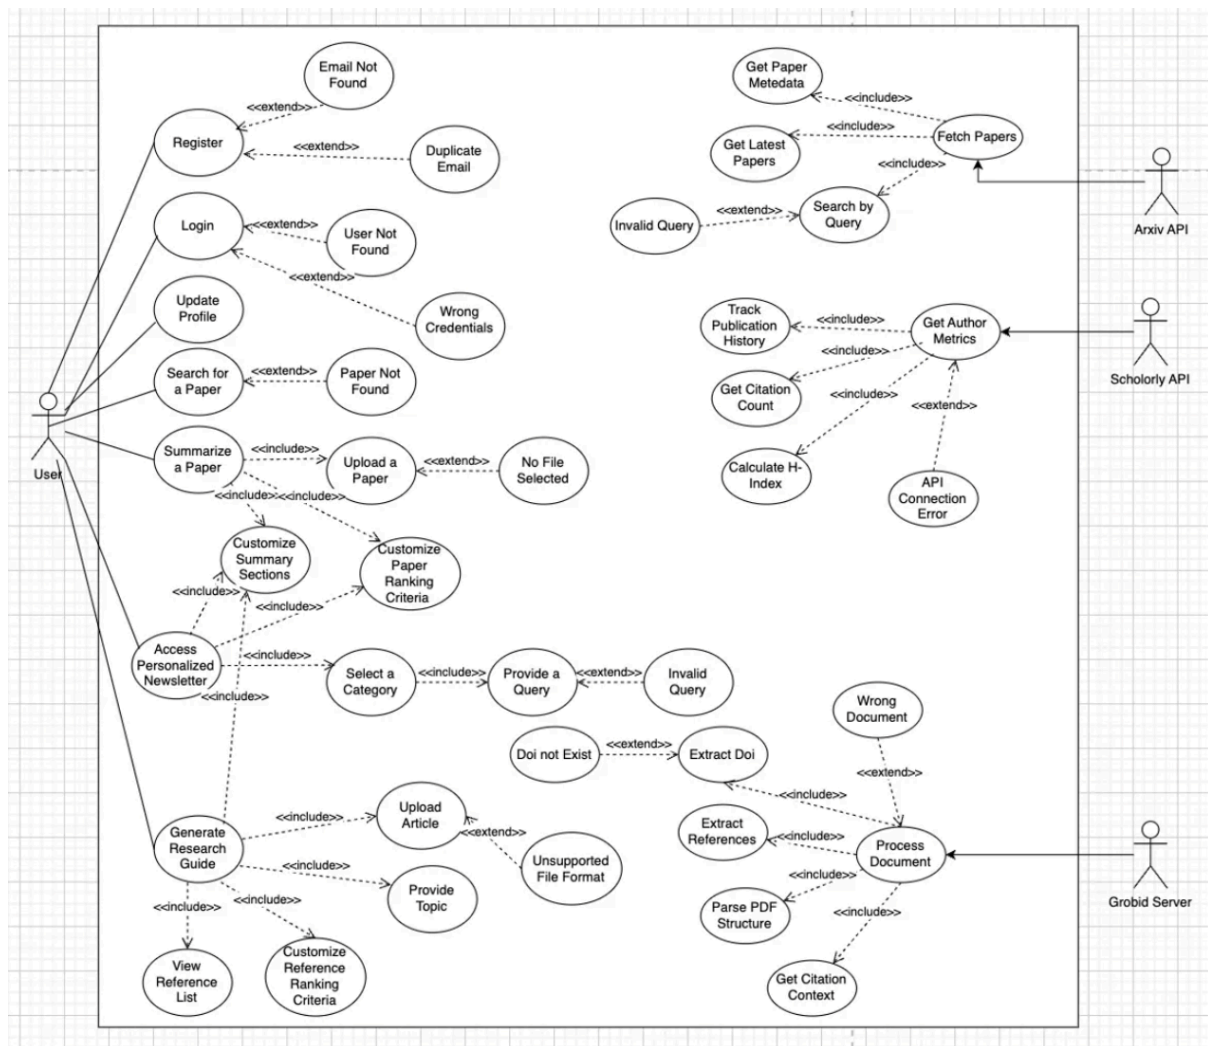 Email Not
Found
<<extend>>
Register
<<extend>>
Duplicate
Email
Login
<<extend>>
User Not
Found
<<extend>>
Wrong
Credentials
Update
Profile
Search for
a Paper
<<extend>>
Paper Not
Found
User
Summarize
a Paper
<<include>>
Upload a
Paper
<<extend>>
No File
Selected
<<include>>
<<include>>
Customize
Summary
Sections
Customize
Paper
Ranking
Criteria
<<include>>
<<include>>
Access
Personalized
Newsletter
<<include>>
<<include>>
Select a
Category
<<include>>
Provide a
Query
<<extend>>
Invalid
Query
Generate
Research
Guide
<<include>>
Upload
Article
<<extend>>
Unsupported
File Format
<<include>>
Provide
Topic
<<include>>
<<include>>
View
Reference
List
Customize
Reference
Ranking
Criteria
Get Paper
Metedata
<<include>>
<<include>>
Fetch Papers
Get Latest
Papers
<<include>>
Invalid Query
<<extend>>
Search by
Query
Arxiv API
Track
Publication
History
<<include>>
Get Author
Metrics
<<include>>
Get Citation
Count
<<include>>
<<extend>>
Calculate H-
Index
API
Connection
Error
Scholorly API
Wrong
Document
Doi not Exist
<<extend>>
Extract Doi
<<extend>>
<<include>>
Extract
References
<<include>>
Process
Document
<<include>>
Parse PDF
Structure
<<include>>
Get Citation
Context
Grobid Server